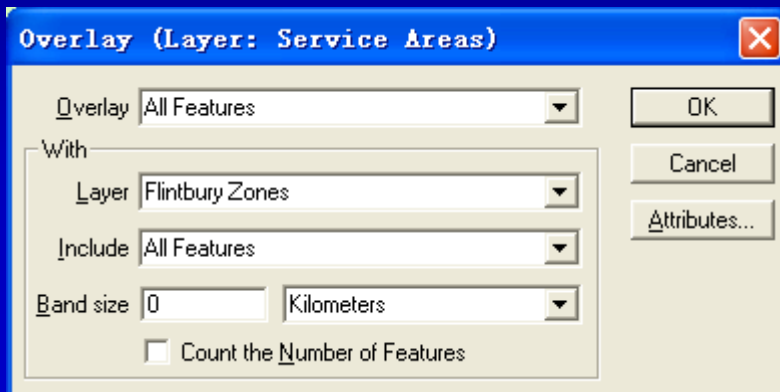 Overlay (Layer: Service Areas)
Overlay All Features
OK
With
Cancel
Layer Flintbury Zones
Attributes...
Include All Features
Band size 0 Kilometers
Count the Number of Features